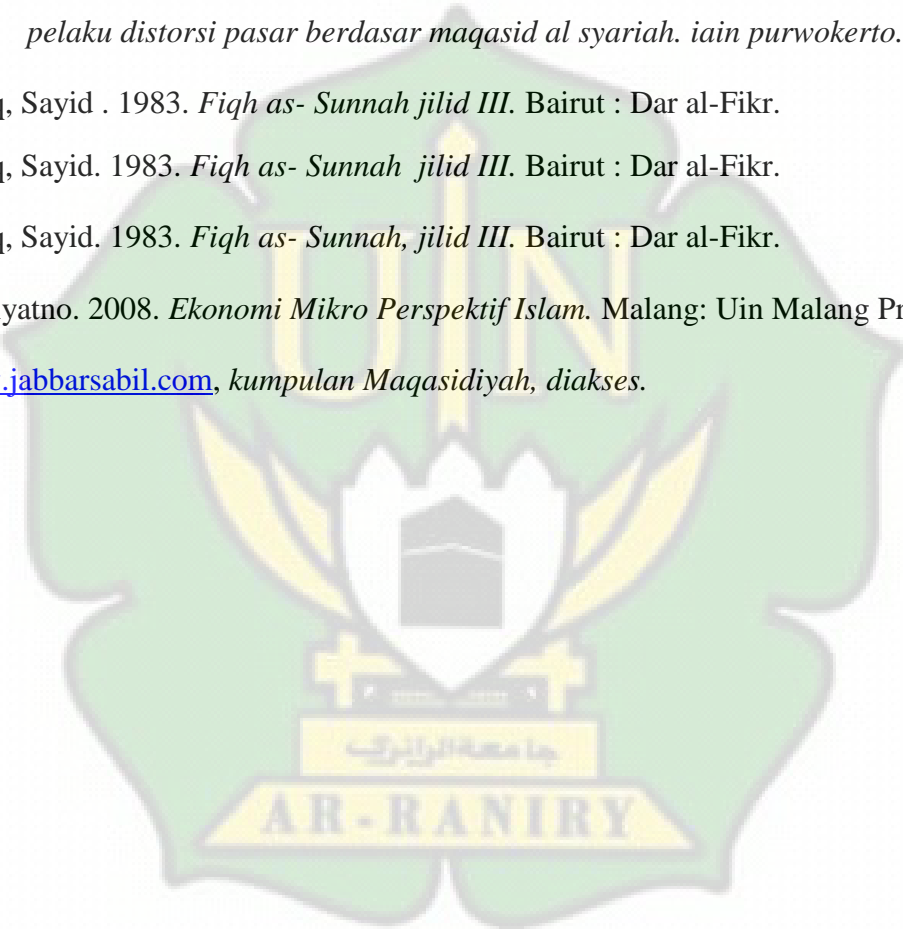 pelaku distorsi pasar berdasar maqasid al syariah. iain purwokerto.
q, Sayid . 1983. Fiqh as- Sunnah jilid III. Bairut : Dar al-Fikr.
q, Sayid. 1983. Fiqh as- Sunnah jilid III. Bairut : Dar al-Fikr.
q, Sayid. 1983. Fiqh as- Sunnah, jilid III. Bairut : Dar al-Fikr.
yatno. 2008. Ekonomi Mikro Perspektif Islam. Malang: Uin Malang Pr
.jabbarsabil.com, kumpulan Maqasidiyah, diakses.
UIN
جامعة الرانري
AR-RANIRY